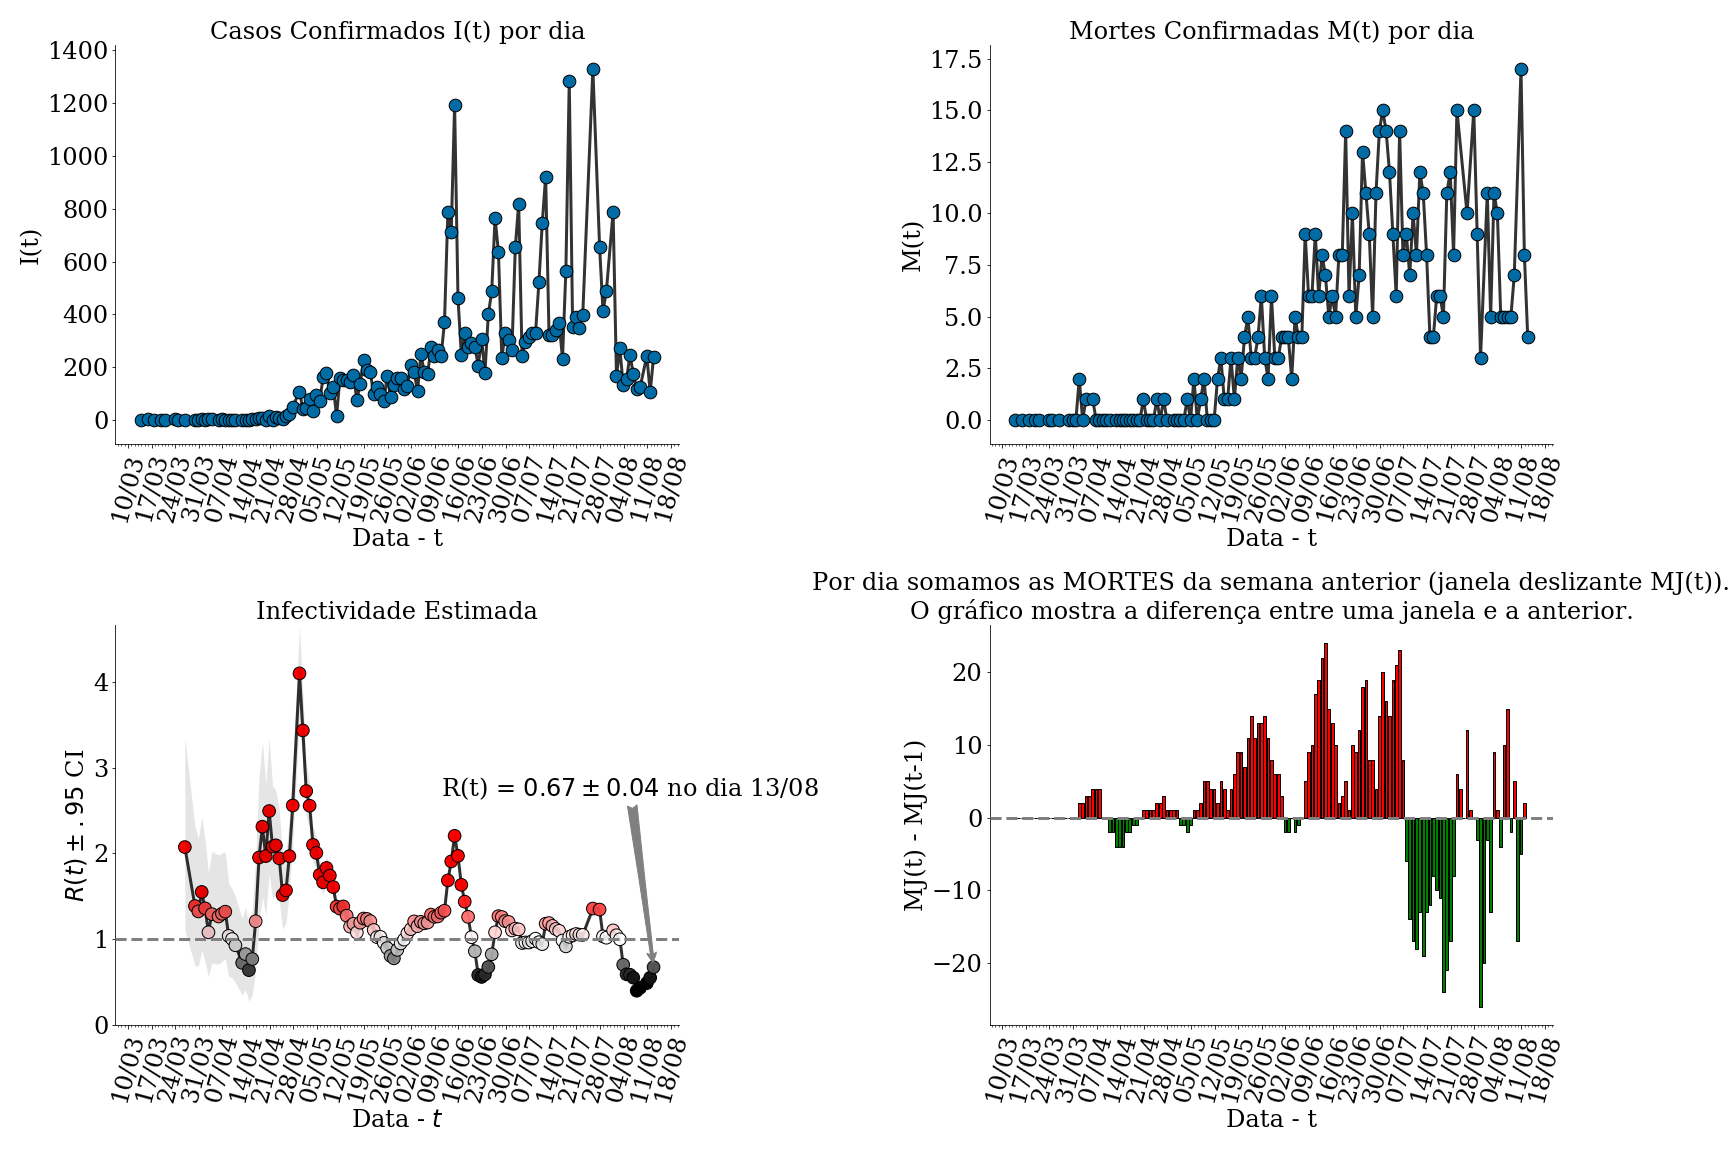 Casos Confirmados I(t) por dia
1400
1200
1000
800
600
400
200
0
I(t)
10/03 17/03 24/03 31/03 07/04 14/04 21/04 28/04 05/05 12/05 19/05 26/05 02/06 09/06 16/06 23/06 30/06 07/07 14/07 21/07 28/07 04/08 11/08 18/08
Data - t
Mortes Confirmadas M(t) por dia
17.5
15.0
12.5
10.0
7.5
5.0
2.5
0.0
M(t)
10/03 17/03 24/03 31/03 07/04 14/04 21/04 28/04 05/05 12/05 19/05 26/05 02/06 09/06 16/06 23/06 30/06 07/07 14/07 21/07 28/07 04/08 11/08 18/08
Data - t
Infectividade Estimada
4
3
2
1
0
R(t) ± .95 CI
R(t) = 0.67 ± 0.04 no dia 13/08
10/03 17/03 24/03 31/03 07/04 14/04 21/04 28/04 05/05 12/05 19/05 26/05 02/06 09/06 16/06 23/06 30/06 07/07 14/07 21/07 28/07 04/08 11/08 18/08
Data - t
Por dia somamos as MORTES da semana anterior (janela deslizante MJ(t)).
O gráfico mostra a diferença entre uma janela e a anterior.
20
10
0
−10
−20
MJ(t) - MJ(t-1)
10/03 17/03 24/03 31/03 07/04 14/04 21/04 28/04 05/05 12/05 19/05 26/05 02/06 09/06 16/06 23/06 30/06 07/07 14/07 21/07 28/07 04/08 11/08 18/08
Data - t